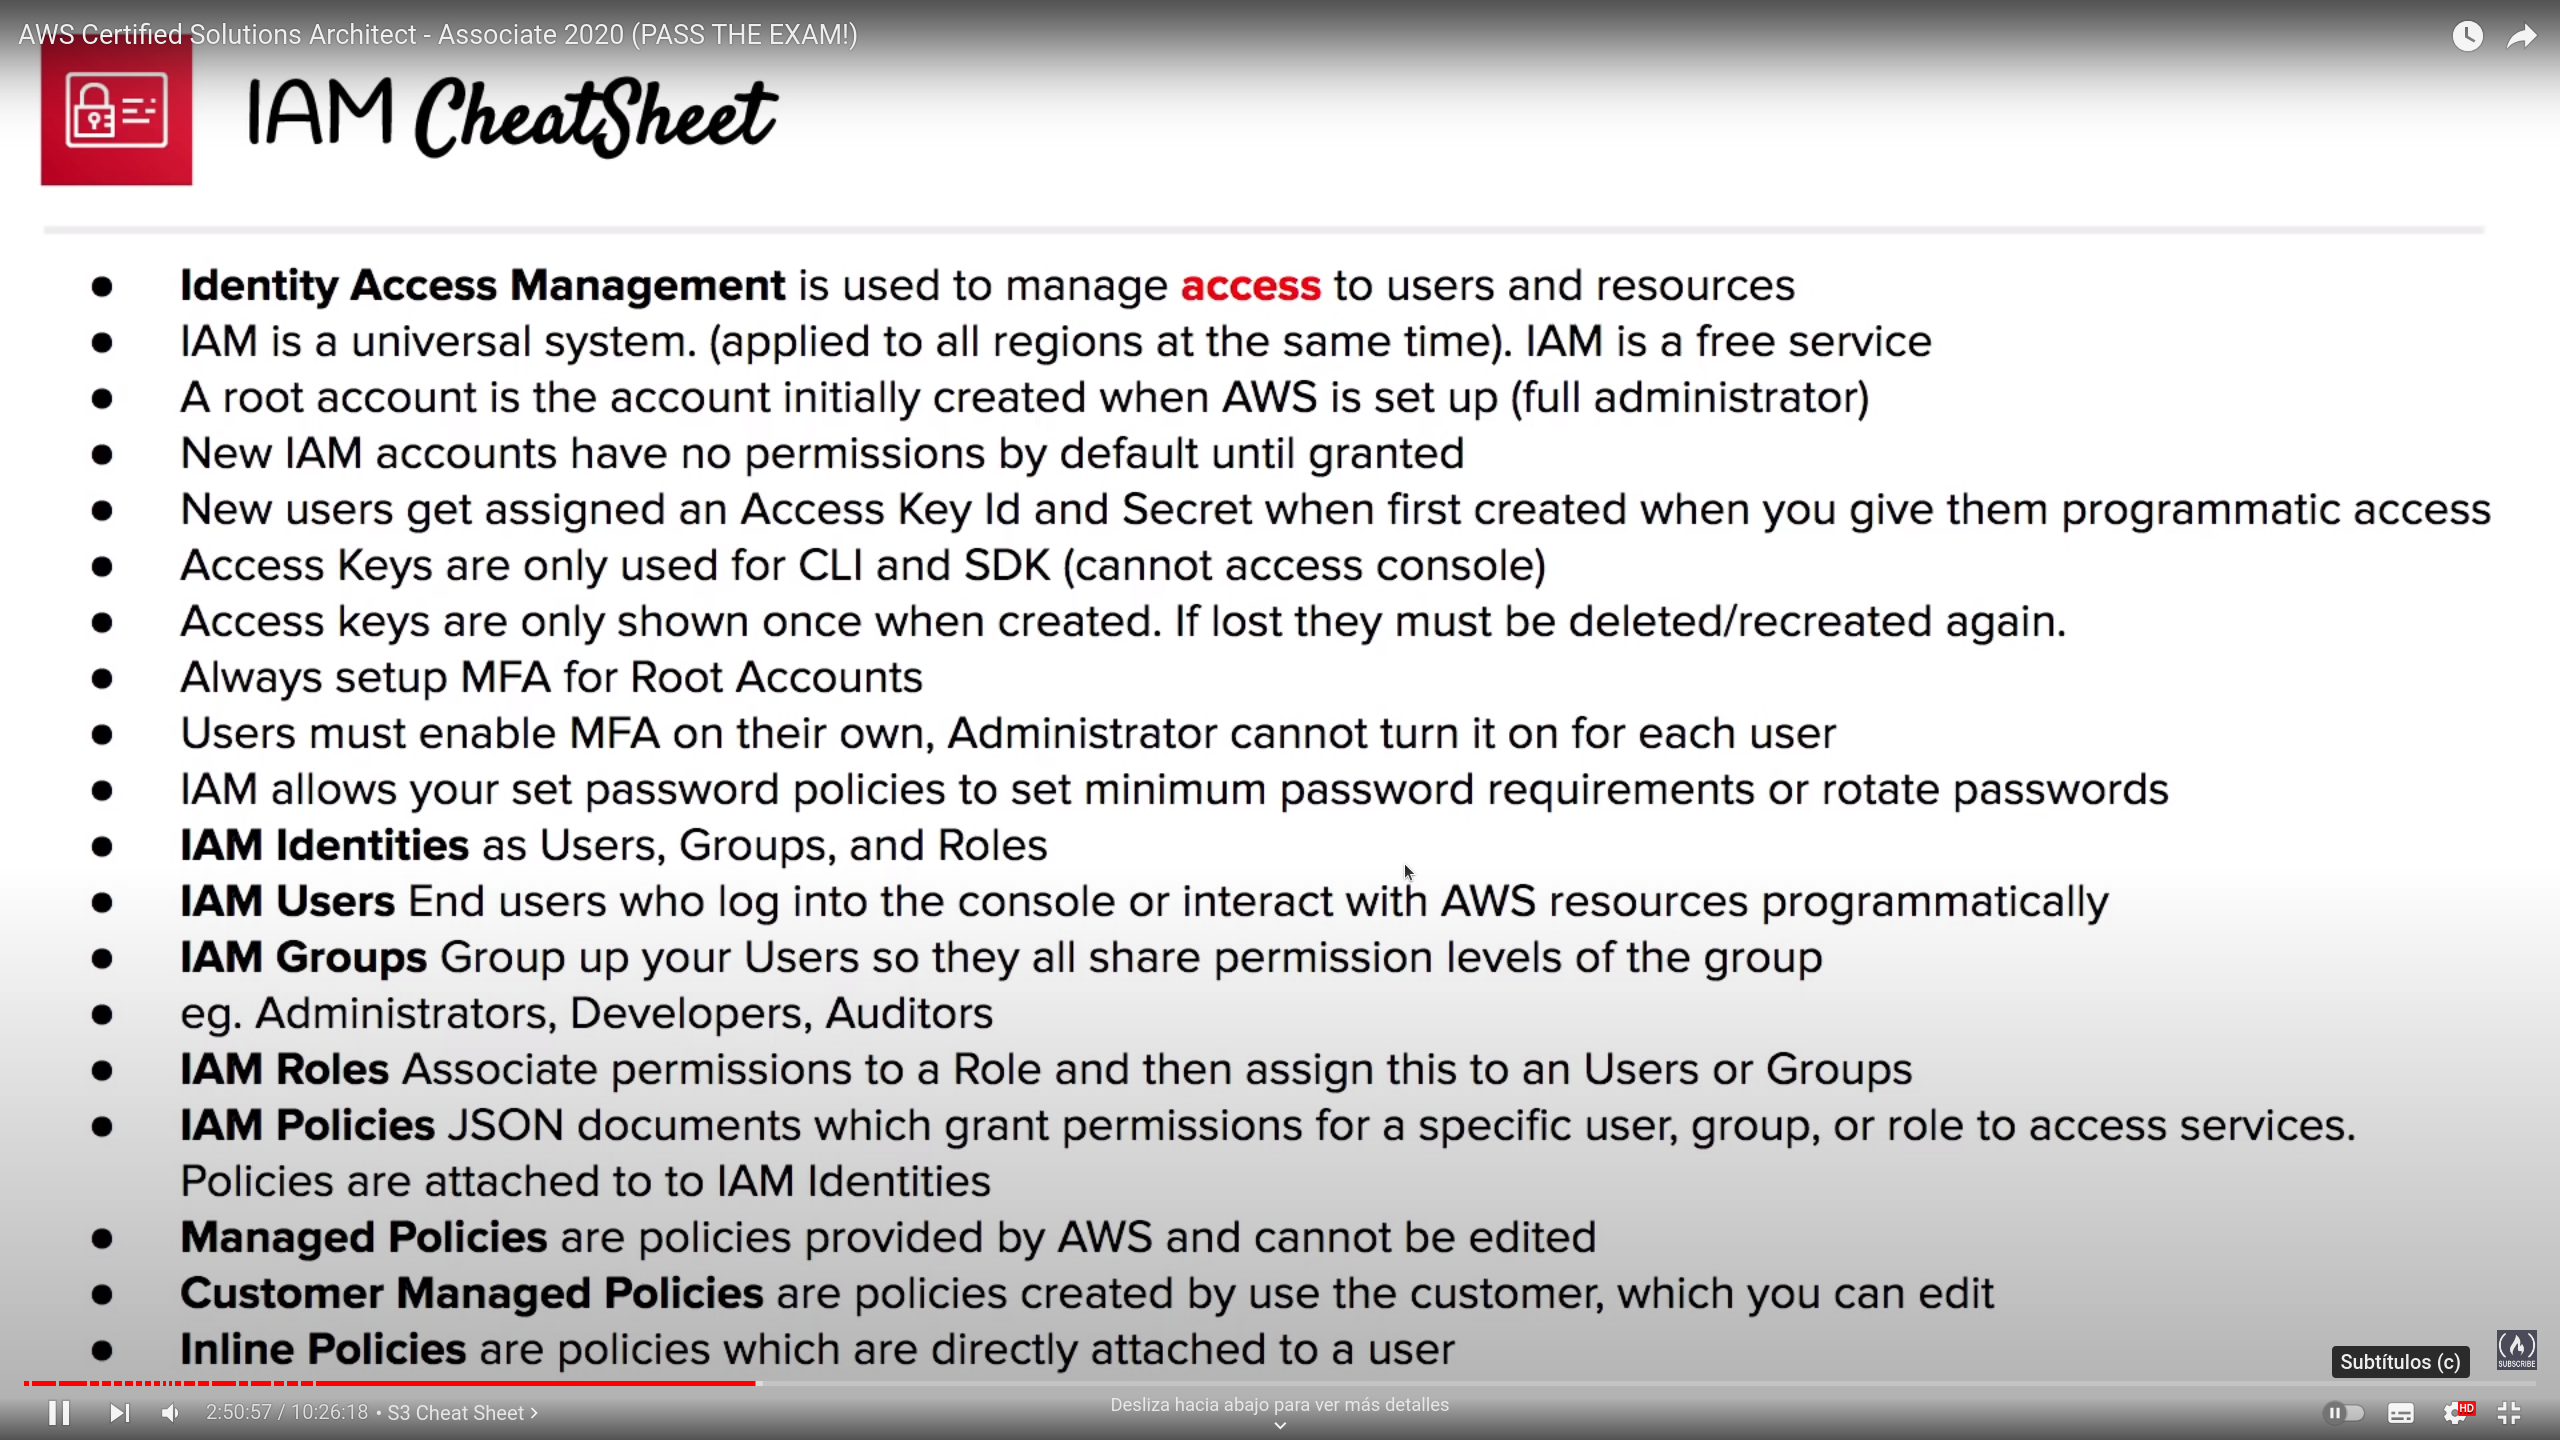 AWS Certified Solutions Architect - Associate 2020 (PASS THE EXAM!)
IAM CheatSheet
● Identity Access Management is used to manage access to users and resources
● IAM is a universal system. (applied to all regions at the same time). IAM is a free service
● A root account is the account initially created when AWS is set up (full administrator)
● New IAM accounts have no permissions by default until granted
● New users get assigned an Access Key Id and Secret when first created when you give them programmatic access
● Access Keys are only used for CLI and SDK (cannot access console)
● Access keys are only shown once when created. If lost they must be deleted/recreated again.
● Always setup MFA for Root Accounts
● Users must enable MFA on their own, Administrator cannot turn it on for each user
● IAM allows your set password policies to set minimum password requirements or rotate passwords
● IAM Identities as Users, Groups, and Roles
● IAM Users End users who log into the console or interact with AWS resources programmatically
● IAM Groups Group up your Users so they all share permission levels of the group
● eg. Administrators, Developers, Auditors
● IAM Roles Associate permissions to a Role and then assign this to an Users or Groups
● IAM Policies JSON documents which grant permissions for a specific user, group, or role to access services.
Policies are attached to to IAM Identities
● Managed Policies are policies provided by AWS and cannot be edited
● Customer Managed Policies are policies created by use the customer, which you can edit
● Inline Policies are policies which are directly attached to a user
SUBSCRIBE
Subtítulos (c)
2:50:57 / 10:26:18 • S3 Cheat Sheet
Desliza hacia abajo para ver más detalles
HD